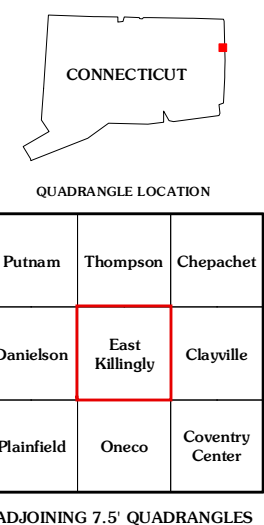 CONNECTICUT
QUADRANGLE LOCATION
Putnam Thompson Chepachet
Danielson East Killingly Clayville
Plainfield Oneco Coventry Center
ADJOINING 7.5' QUADRANGLES